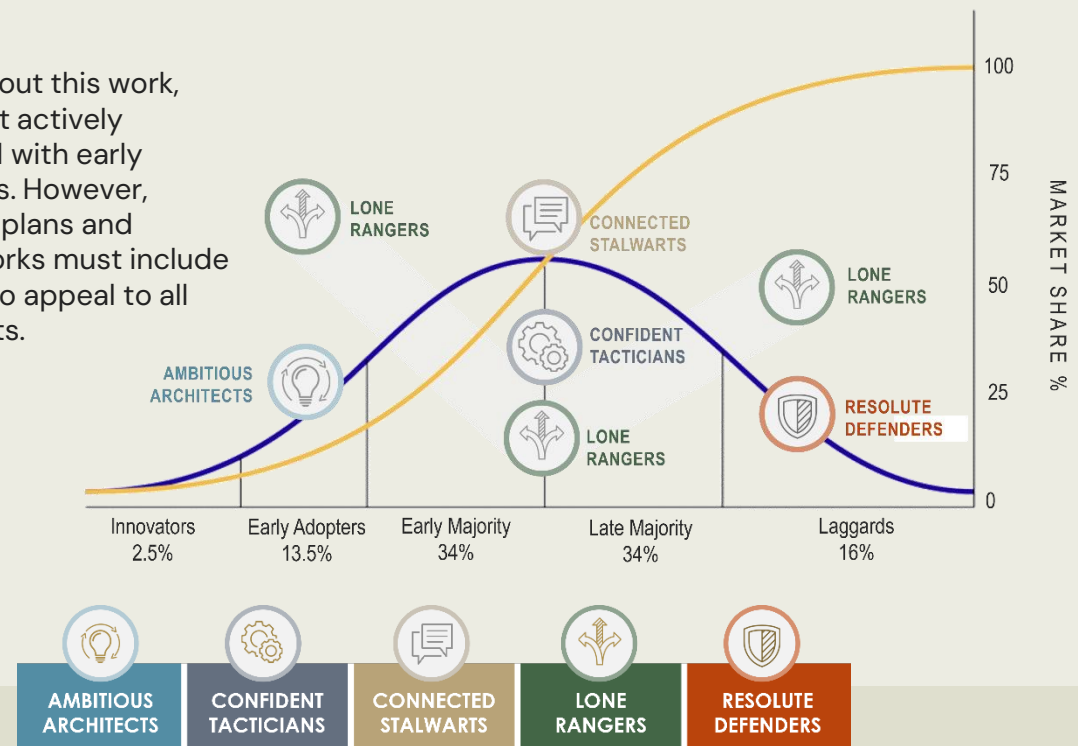 out this work,
t actively
l with early
s. However,
plans and
orks must include
o appeal to all
ts.
LONE
RANGERS
CONNECTED
STALWARTS
LONE
RANGERS
AMBITIOUS
ARCHITECTS
CONFIDENT
TACTICIANS
LONE
RANGERS
RESOLUTE
DEFENDERS
100
75
50
25
0
MARKET SHARE %
Innovators
2.5%
Early Adopters
13.5%
Early Majority
34%
Late Majority
34%
Laggards
16%
AMBITIOUS
ARCHITECTS
CONFIDENT
TACTICIANS
CONNECTED
STALWARTS
LONE
RANGERS
RESOLUTE
DEFENDERS